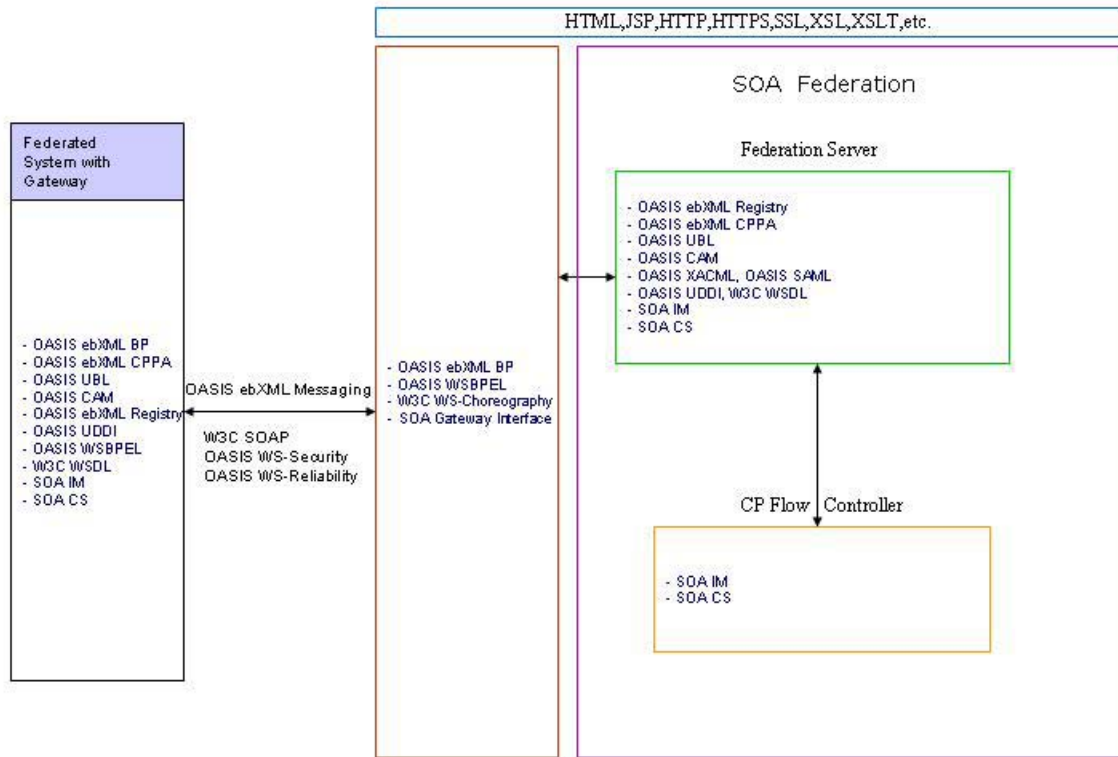 HTML,JSP,HTTP,HTTPS,SSL,XSL,XSLT,etc.
SOA Federation
Federated
System with
Gateway
- OASIS ebXML BP
- OASIS ebXML CPPA
- OASIS UBL
- OASIS CAM
- OASIS ebXML Registry
- OASIS UDDI
- OASIS WSBPEL
- W3C WSDL
- SOA IM
- SOA CS
OASIS ebXML Messaging
W3C SOAP
OASIS WS-Security
OASIS WS-Reliability
- OASIS ebXML BP
- OASIS WSBPEL
- W3C WS-Choreography
- SOA Gateway Interface
Federation Server
- OASIS ebXML Registry
- OASIS ebXML CPPA
- OASIS UBL
- OASIS CAM
- OASIS XACML, OASIS SAML
- OASIS UDDI, W3C WSDL
- SOA IM
- SOA CS
CP Flow Controller
- SOA IM
- SOA CS